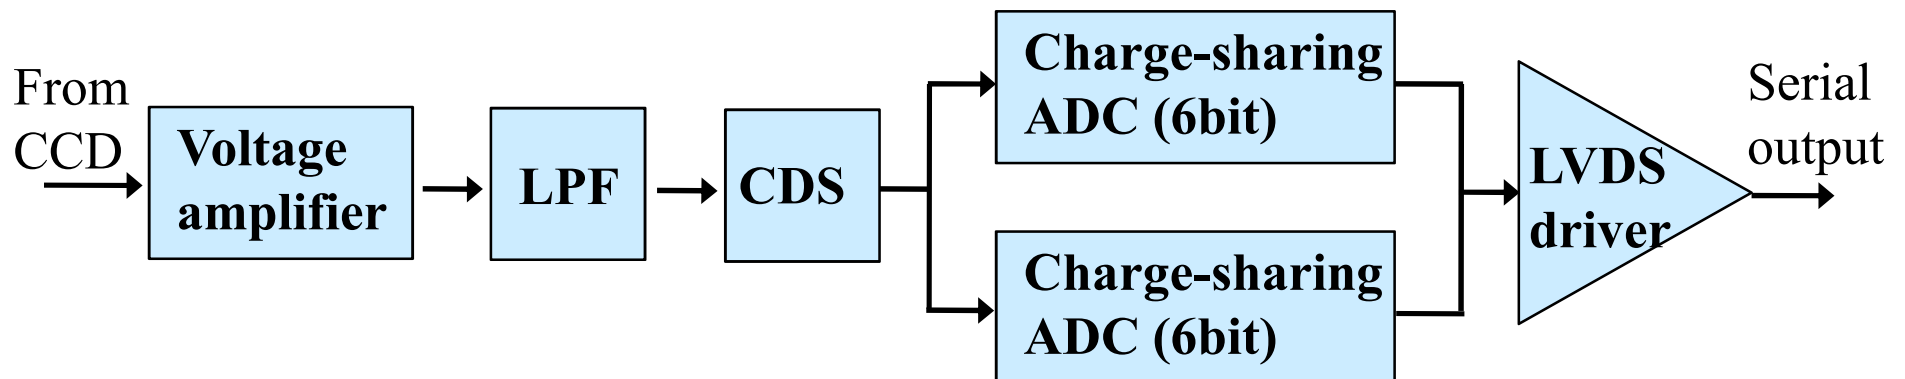 From
CCD
Voltage
amplifier
LPF
CDS
Charge-sharing
ADC (6bit)
Charge-sharing
ADC (6bit)
LVDS
driver
Serial
output